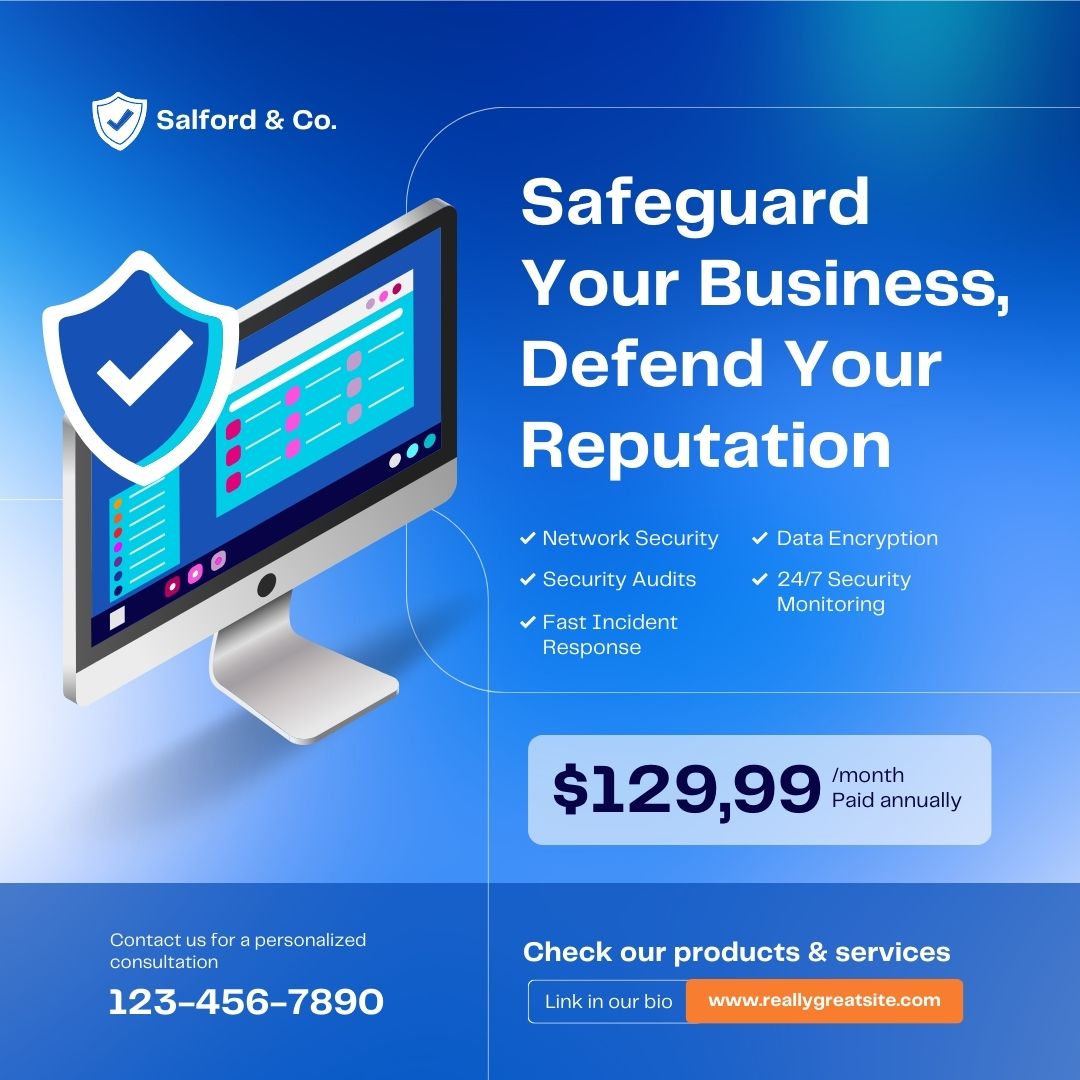 Salford & Co.
Safeguard
Your Business,
Defend Your
Reputation
Network Security
Security Audits
Fast Incident
Response
Data Encryption
24/7 Security
Monitoring
$129,99 /month
Paid annually
Contact us for a personalized
consultation
123-456-7890
Check our products & services
Link in our bio www.reallygreatsite.com